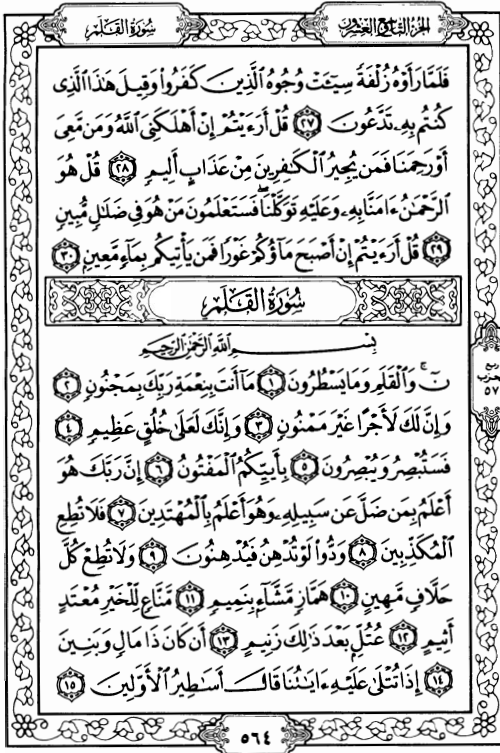 الجزء التاسع والعشرون
سورة القلم
فَلَمَّا رَأَوْهُ زُلْفَةً سِيٓـَٔتْ وُجُوهُ ٱلَّذِينَ كَفَرُوا۟ وَقِيلَ هَٰذَا ٱلَّذِى
كُنتُم بِهِۦ تَدَّعُونَ ٢٧ قُلْ أَرَءَيْتُمْ إِنْ أَهْلَكَنِىَ ٱللَّهُ وَمَن مَّعِىَ
أَوْ رَحِمَنَا فَمَن يُجِيرُ ٱلْكَٰفِرِينَ مِنْ عَذَابٍ أَلِيمٍ ٢٨ قُلْ هُوَ
ٱلرَّحْمَٰنُ ءَامَنَّا بِهِۦ وَعَلَيْهِ تَوَكَّلْنَا ۖ فَسَتَعْلَمُونَ مَنْ هُوَ فِى ضَلَٰلٍ مُّبِينٍ
٢٩ قُلْ أَرَءَيْتُمْ إِنْ أَصْبَحَ مَآؤُكُمْ غَوْرًا فَمَن يَأْتِيكُم بِمَآءٍ مَّعِينٍۭ ٣٠
سورة القلم
بِسْمِ ٱللَّهِ ٱلرَّحْمَٰنِ ٱلرَّحِيمِ
نٓ ۚ وَٱلْقَلَمِ وَمَا يَسْطُرُونَ ١ مَآ أَنتَ بِنِعْمَةِ رَبِّكَ بِمَجْنُونٍ ٢
وَإِنَّ لَكَ لَأَجْرًا غَيْرَ مَمْنُونٍ ٣ وَإِنَّكَ لَعَلَىٰ خُلُقٍ عَظِيمٍ ٤
فَسَتُبْصِرُ وَيُبْصِرُونَ ٥ بِأَييِّكُمُ ٱلْمَفْتُونُ ٦ إِنَّ رَبَّكَ هُوَ
أَعْلَمُ بِمَن ضَلَّ عَن سَبِيلِهِۦ وَهُوَ أَعْلَمُ بِٱلْمُهْتَدِينَ ٧ فَلَا تُطِعِ
ٱلْمُكَذِّبِينَ ٨ وَدُّوا۟ لَوْ تُدْهِنُ فَيُدْهِنُونَ ٩ وَلَا تُطِعْ كُلَّ
حَلَّافٍ مَّهِينٍ ١٠ هَمَّازٍ مَّشَّآءٍۭ بِنَمِيمٍ ١١ مَّنَّاعٍ لِّلْخَيْرِ مُعْتَدٍ
أَثِيمٍ ١٢ عُتُلٍّۭ بَعْدَ ذَٰلِكَ زَنِيمٍ ١٣ أَن كَانَ ذَا مَالٍ وَبَنِينَ
١٤ إِذَا تُتْلَىٰ عَلَيْهِ ءَايَٰتُنَا قَالَ أَسَٰطِيرُ ٱلْأَوَّلِينَ ١٥
حزب
٥٧
٥٦٤